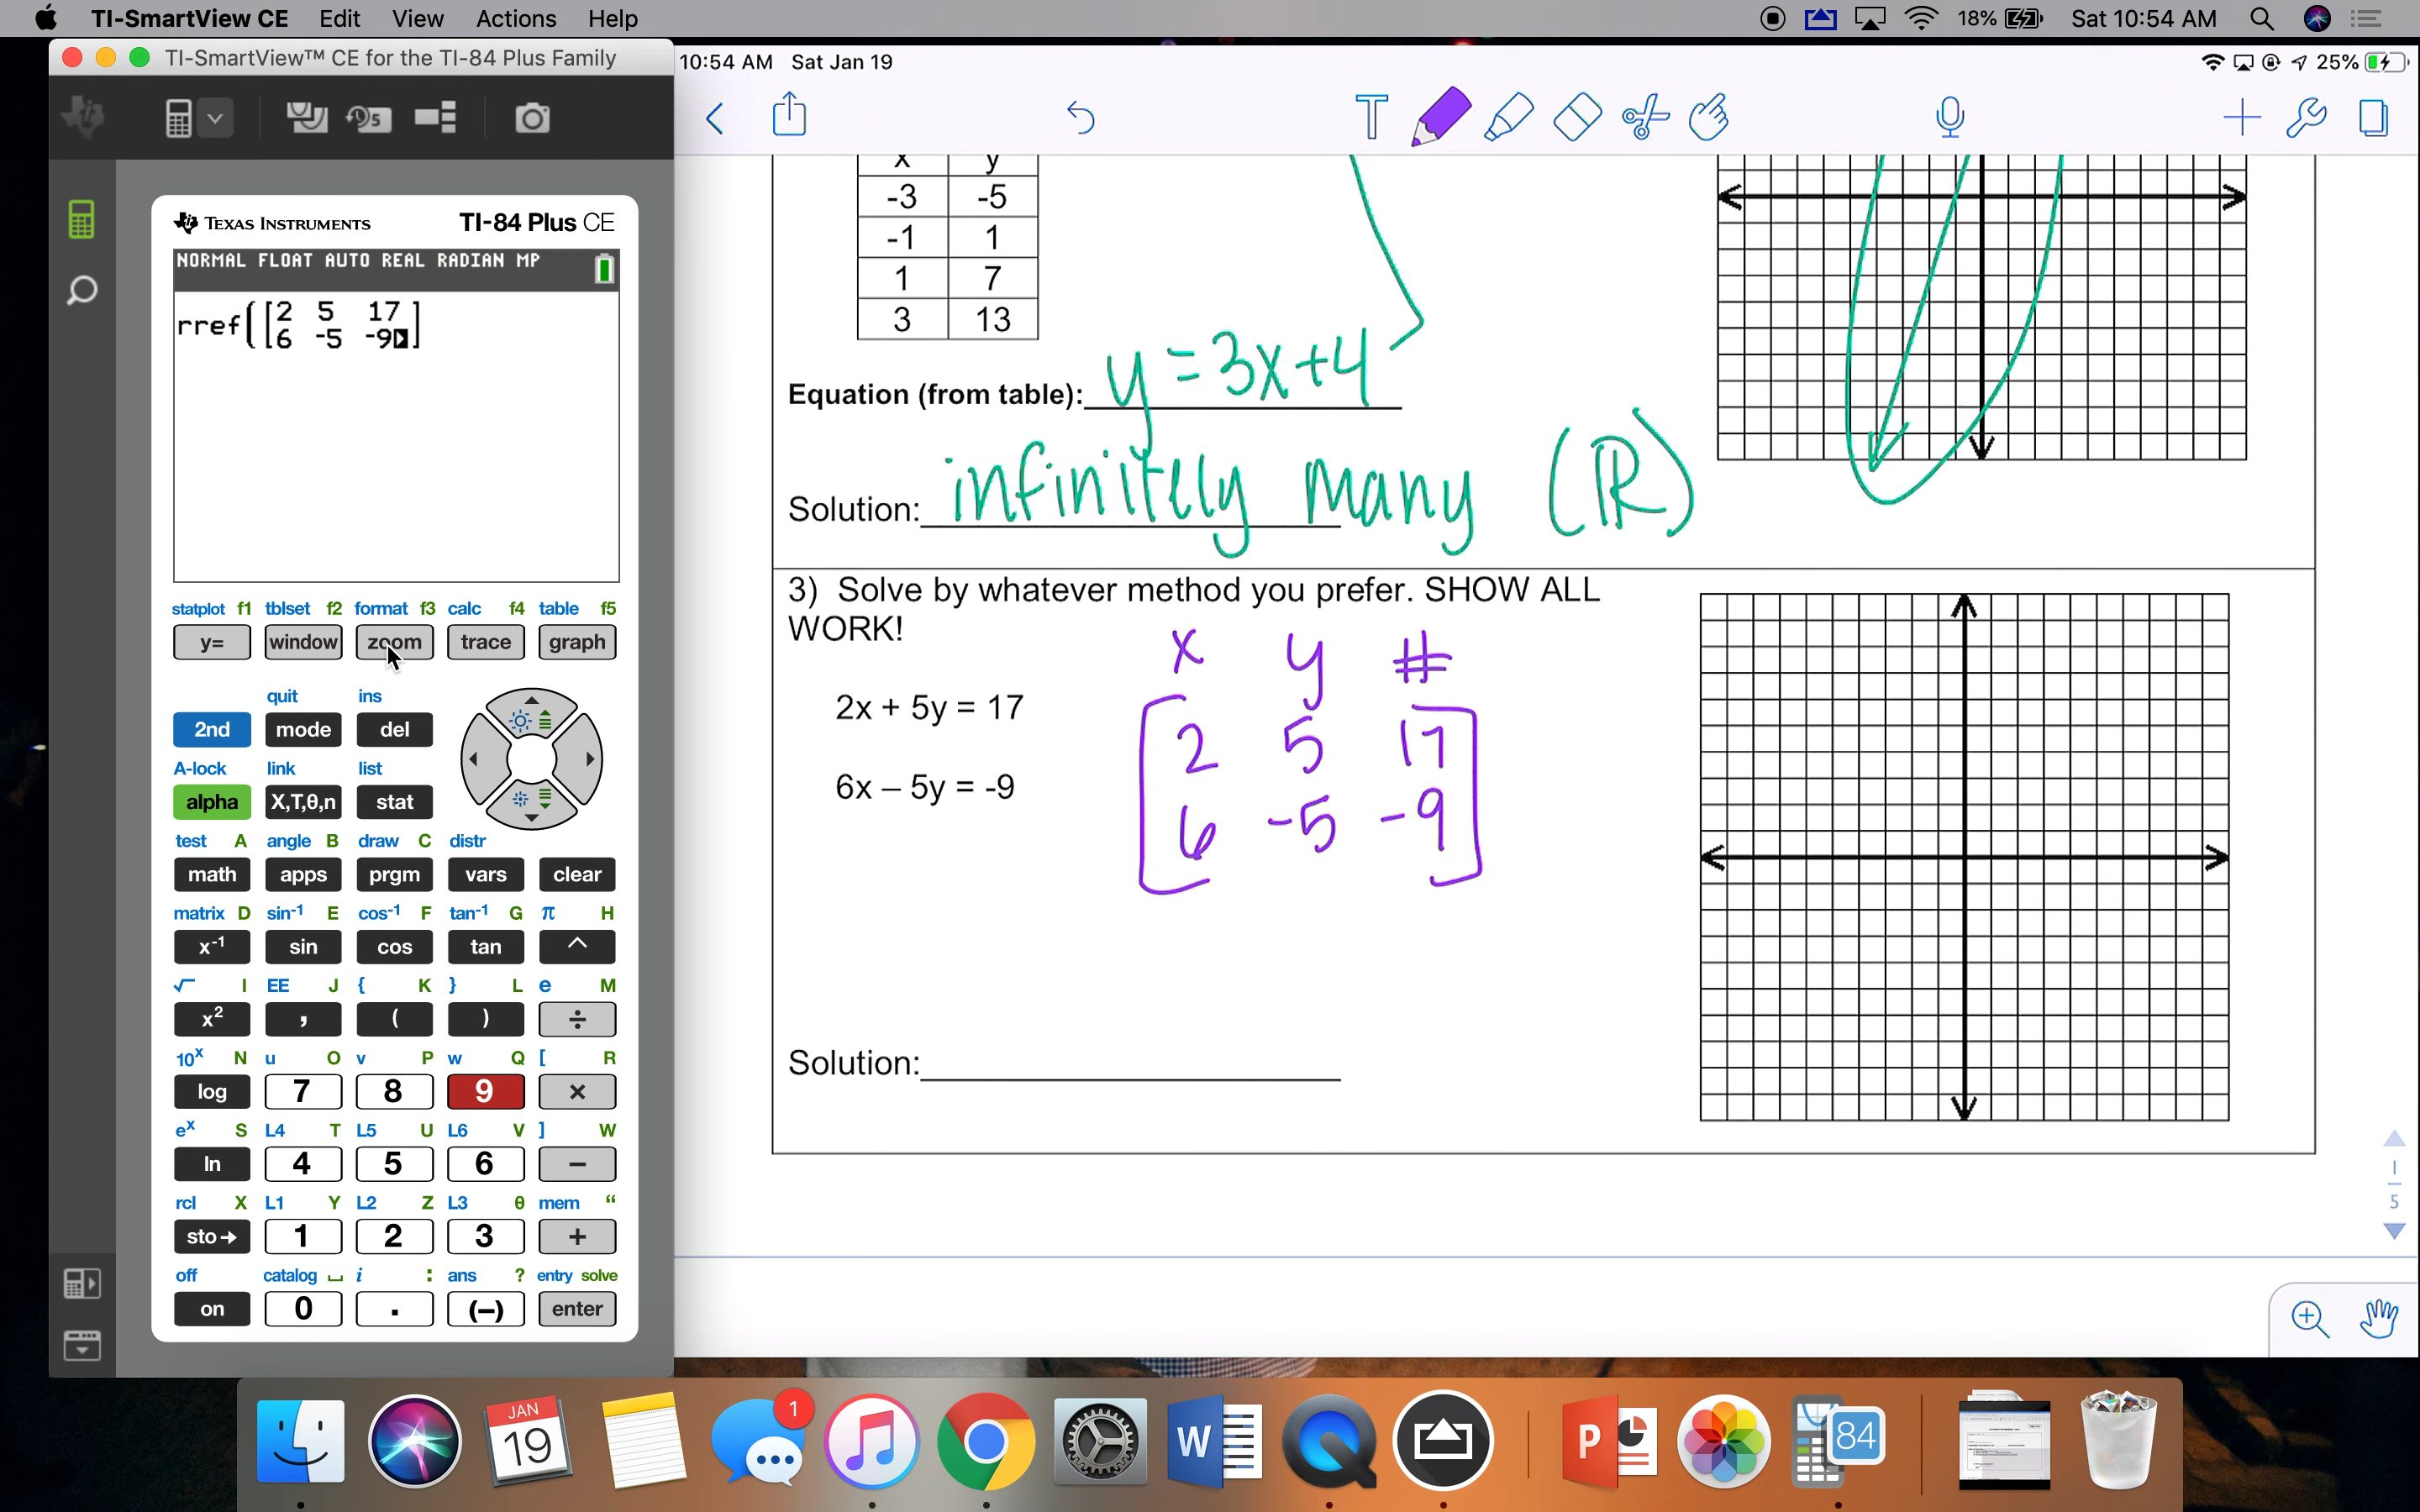 TI-SmartView CE Edit View Actions Help 18% Sat 10:54 AM
TI-SmartView™ CE for the TI-84 Plus Family
10:54 AM Sat Jan 19 25%
5
TEXAS INSTRUMENTS TI-84 Plus CE
NORMAL FLOAT AUTO REAL RADIAN MP
rref([[2 5 17]
[6 -5 -9]]
statplot f1 tblset f2 format f3 calc f4 table f5
y= window zoom trace graph
quit ins
2nd mode del
A-lock link list
alpha X,T,θ,n stat
test A angle B draw C distr
math apps prgm vars clear
matrix D sin-1 E cos-1 F tan-1 G π H
x-1 sin cos tan ^
√ I EE J { K } L e M
x2 , ( ) ÷
10x N u O v P w Q [ R
log 7 8 9 ×
ex S L4 T L5 U L6 V ] W
ln 4 5 6 −
rcl X L1 Y L2 Z L3 θ mem “
sto→ 1 2 3 +
off catalog ⎵ i : ans ? entry solve
on 0 . (−) enter
x y
-3 -5
-1 1
1 7
3 13
Equation (from table): y = 3x+4
Solution: infinitely many (ℝ)
3) Solve by whatever method you prefer. SHOW ALL
WORK!
x y #
2x + 5y = 17
2 5 17
6x – 5y = -9
6 -5 -9
Solution:
1
5
JAN
19
1
W
P
84